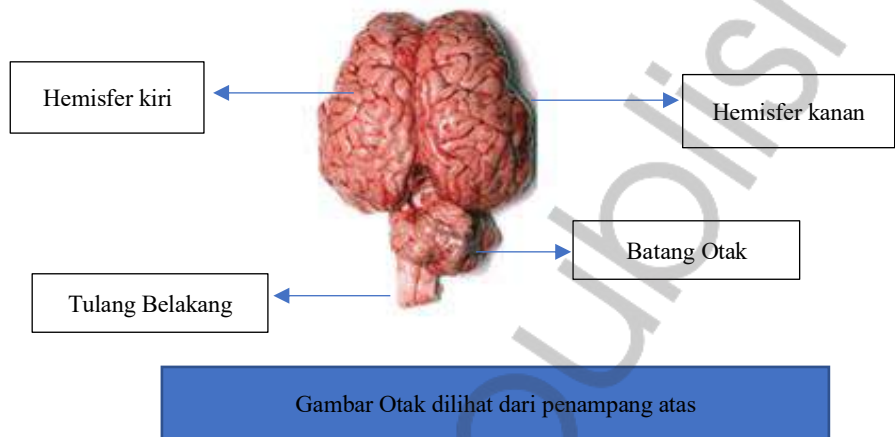 Hemisfer kiri
Hemisfer kanan
Batang Otak
Tulang Belakang
Gambar Otak dilihat dari penampang atas